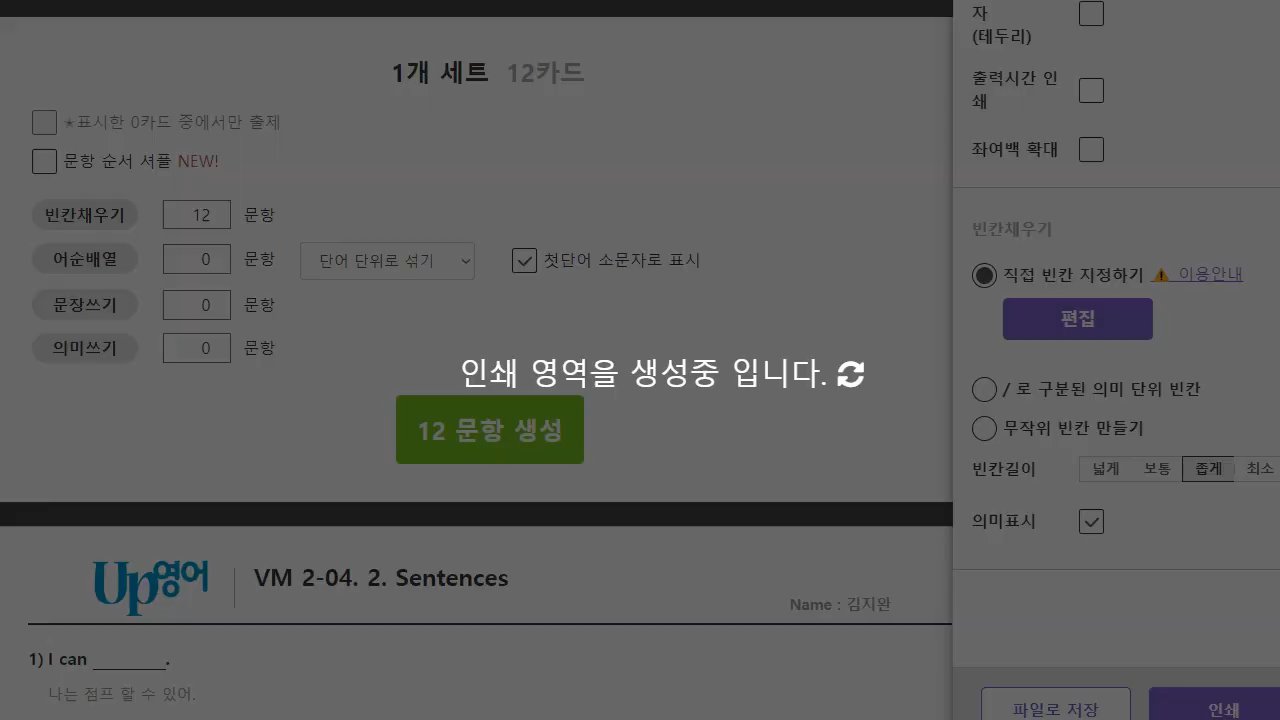 1개 세트 12카드
*표시한 0카드 중에서만 출제
문항 순서 셔플 NEW!
빈칸채우기 12 문항
어순배열 0 문항 단어 단위로 섞기 첫단어 소문자로 표시
문장쓰기 0 문항
의미쓰기 0 문항
인쇄 영역을 생성중 입니다.
12 문항 생성
Up영어 VM 2-04. 2. Sentences
Name : 김지완
1) I can ________.
나는 점프 할 수 있어.
자
(테두리)
출력시간 인
쇄
좌여백 확대
빈칸채우기
직접 빈칸 지정하기 이용안내
편집
/ 로 구분된 의미 단위 빈칸
무작위 빈칸 만들기
빈칸길이 넓게 보통 좁게 최소
의미표시
파일로 저장 인쇄